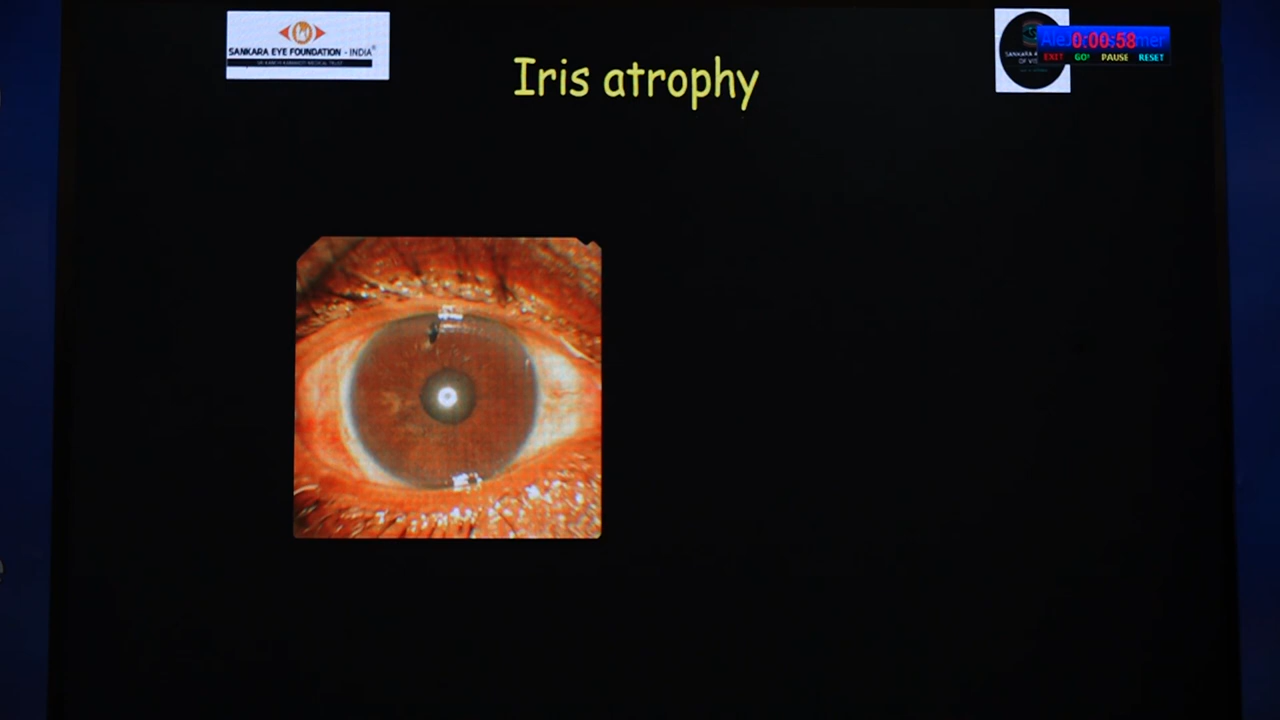 SANKARA EYE FOUNDATION - INDIA®
Iris atrophy
0:00:58
EXIT GO! PAUSE RESET